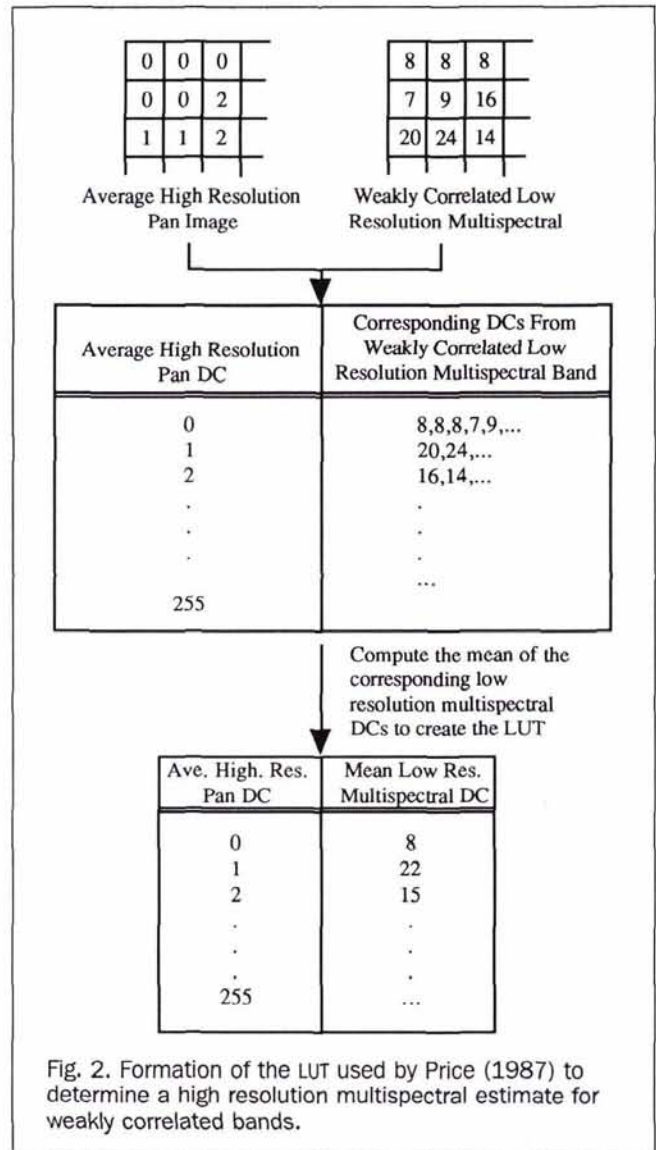 0 0 0
0 0 2
1 1 2
8 8 8
7 9 16
20 24 14
Average High Resolution
Pan Image
Weakly Correlated Low
Resolution Multispectral
Average High Resolution
Pan DC
Corresponding DCs From
Weakly Correlated Low
Resolution Multispectral Band
0 8,8,8,7,9,...
1 20,24,...
2 16,14,...
. .
. .
. .
...
255
Compute the mean of the
corresponding low
resolution multispectral
DCs to create the LUT
Ave. High. Res.
Pan DC
Mean Low Res.
Multispectral DC
0 8
1 22
2 15
. .
. .
. .
255 ...
Fig. 2. Formation of the LUT used by Price (1987) to
determine a high resolution multispectral estimate for
weakly correlated bands.